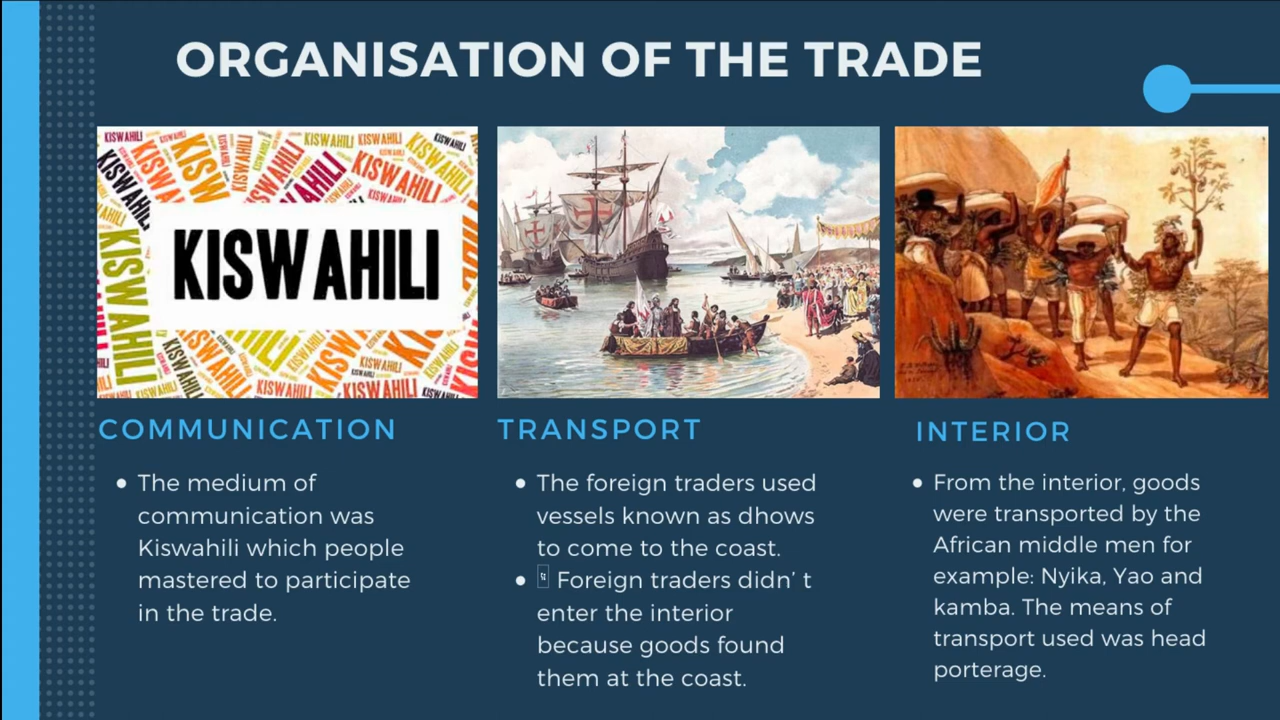 ORGANISATION OF THE TRADE
KISWAHILI
COMMUNICATION
The medium of
communication was
Kiswahili which people
mastered to participate
in the trade.
TRANSPORT
The foreign traders used
vessels known as dhows
to come to the coast.
Foreign traders didn’ t
enter the interior
because goods found
them at the coast.
INTERIOR
From the interior, goods
were transported by the
African middle men for
example: Nyika, Yao and
kamba. The means of
transport used was head
porterage.